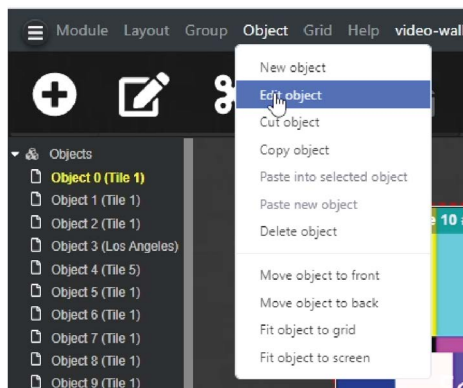 Module Layout Group Object Grid Help video-wal
New object
Edit object
Cut object
Copy object
Paste into selected object
Paste new object
Delete object
Move object to front
Move object to back
Fit object to grid
Fit object to screen
Objects
Object 0 (Tile 1)
Object 1 (Tile 1)
Object 2 (Tile 1)
Object 3 (Los Angeles)
Object 4 (Tile 5)
Object 5 (Tile 1)
Object 6 (Tile 1)
Object 7 (Tile 1)
Object 8 (Tile 1)
Object 9 (Tile 1)
10